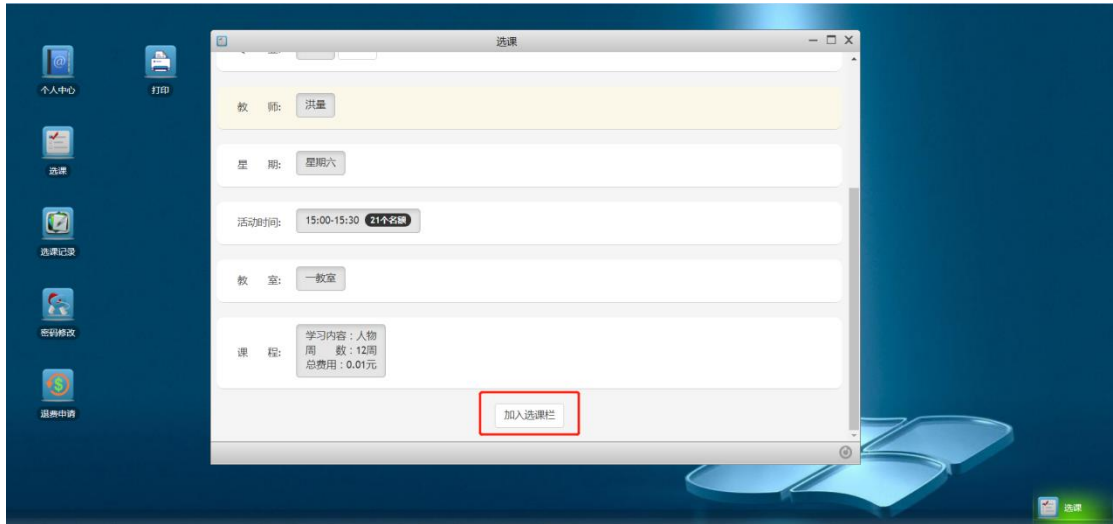 选课
个人中心
打印
选课
选课记录
密码修改
退费申请
教 师: 洪量
星 期: 星期六
活动时间: 15:00-15:30 21个名额
教 室: 一教室
课 程: 学习内容：人物
周 数：12周
总费用：0.01元
加入选课栏
选课